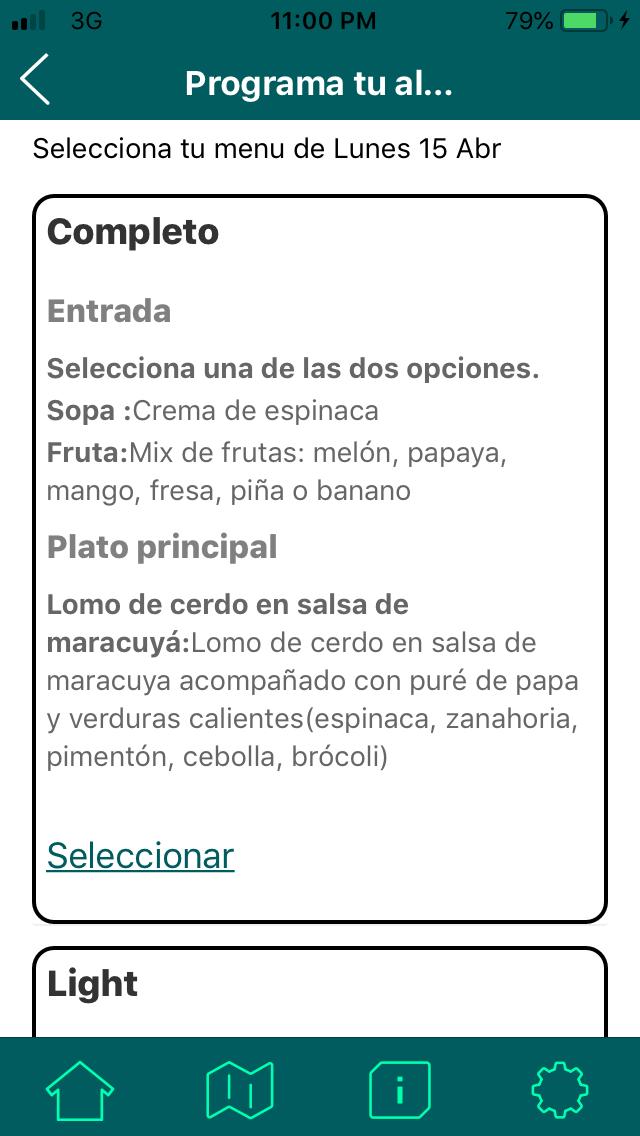 3G 11:00 PM 79%
Programa tu al...
Selecciona tu menu de Lunes 15 Abr
Completo
Entrada
Selecciona una de las dos opciones.
Sopa :Crema de espinaca
Fruta:Mix de frutas: melón, papaya,
mango, fresa, piña o banano
Plato principal
Lomo de cerdo en salsa de
maracuyá:Lomo de cerdo en salsa de
maracuya acompañado con puré de papa
y verduras calientes(espinaca, zanahoria,
pimentón, cebolla, brócoli)
Seleccionar
Light